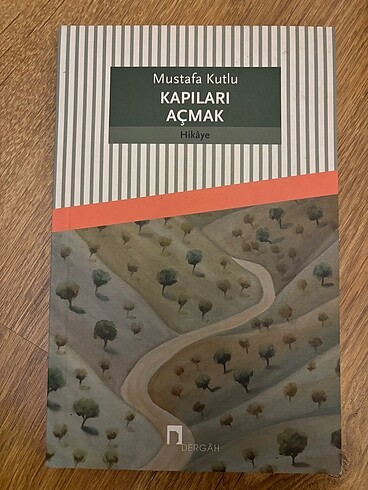 Mustafa Kutlu
KAPILARI
AÇMAK
Hikâye
DERGÂH